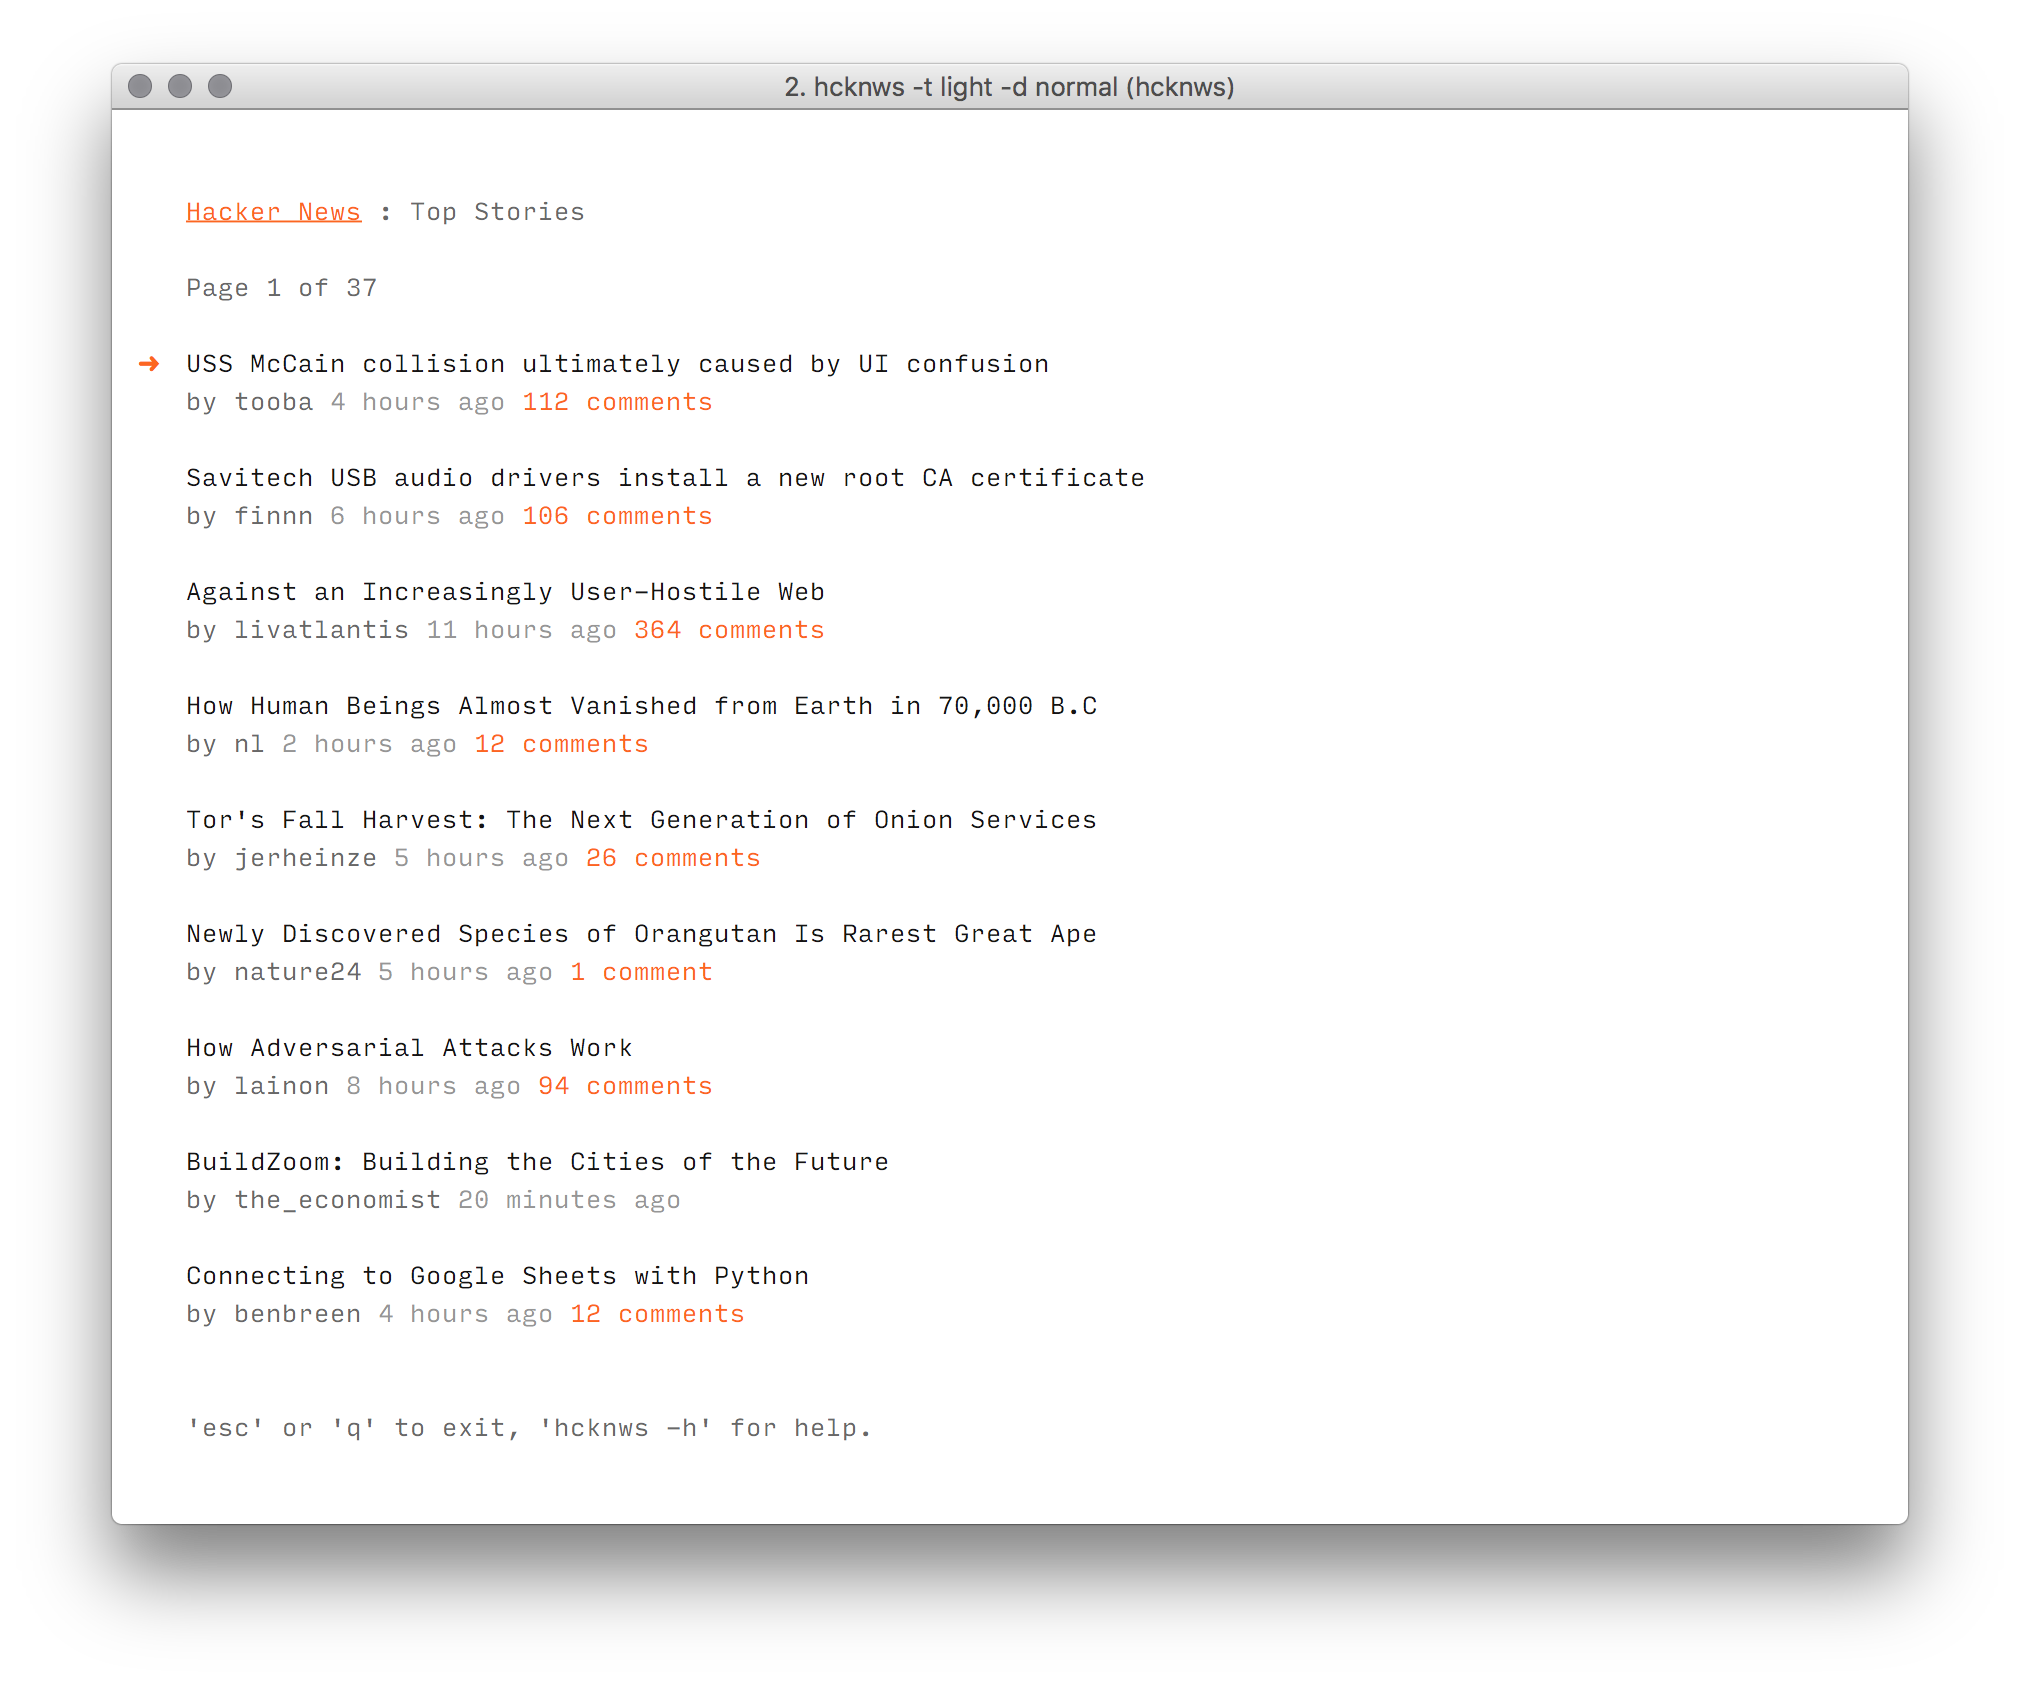 2. hcknws -t light -d normal (hcknws)
Hacker News : Top Stories
Page 1 of 37
➜ USS McCain collision ultimately caused by UI confusion
by tooba 4 hours ago 112 comments
Savitech USB audio drivers install a new root CA certificate
by finnn 6 hours ago 106 comments
Against an Increasingly User-Hostile Web
by livatlantis 11 hours ago 364 comments
How Human Beings Almost Vanished from Earth in 70,000 B.C
by nl 2 hours ago 12 comments
Tor's Fall Harvest: The Next Generation of Onion Services
by jerheinze 5 hours ago 26 comments
Newly Discovered Species of Orangutan Is Rarest Great Ape
by nature24 5 hours ago 1 comment
How Adversarial Attacks Work
by lainon 8 hours ago 94 comments
BuildZoom: Building the Cities of the Future
by the_economist 20 minutes ago
Connecting to Google Sheets with Python
by benbreen 4 hours ago 12 comments
'esc' or 'q' to exit, 'hcknws -h' for help.